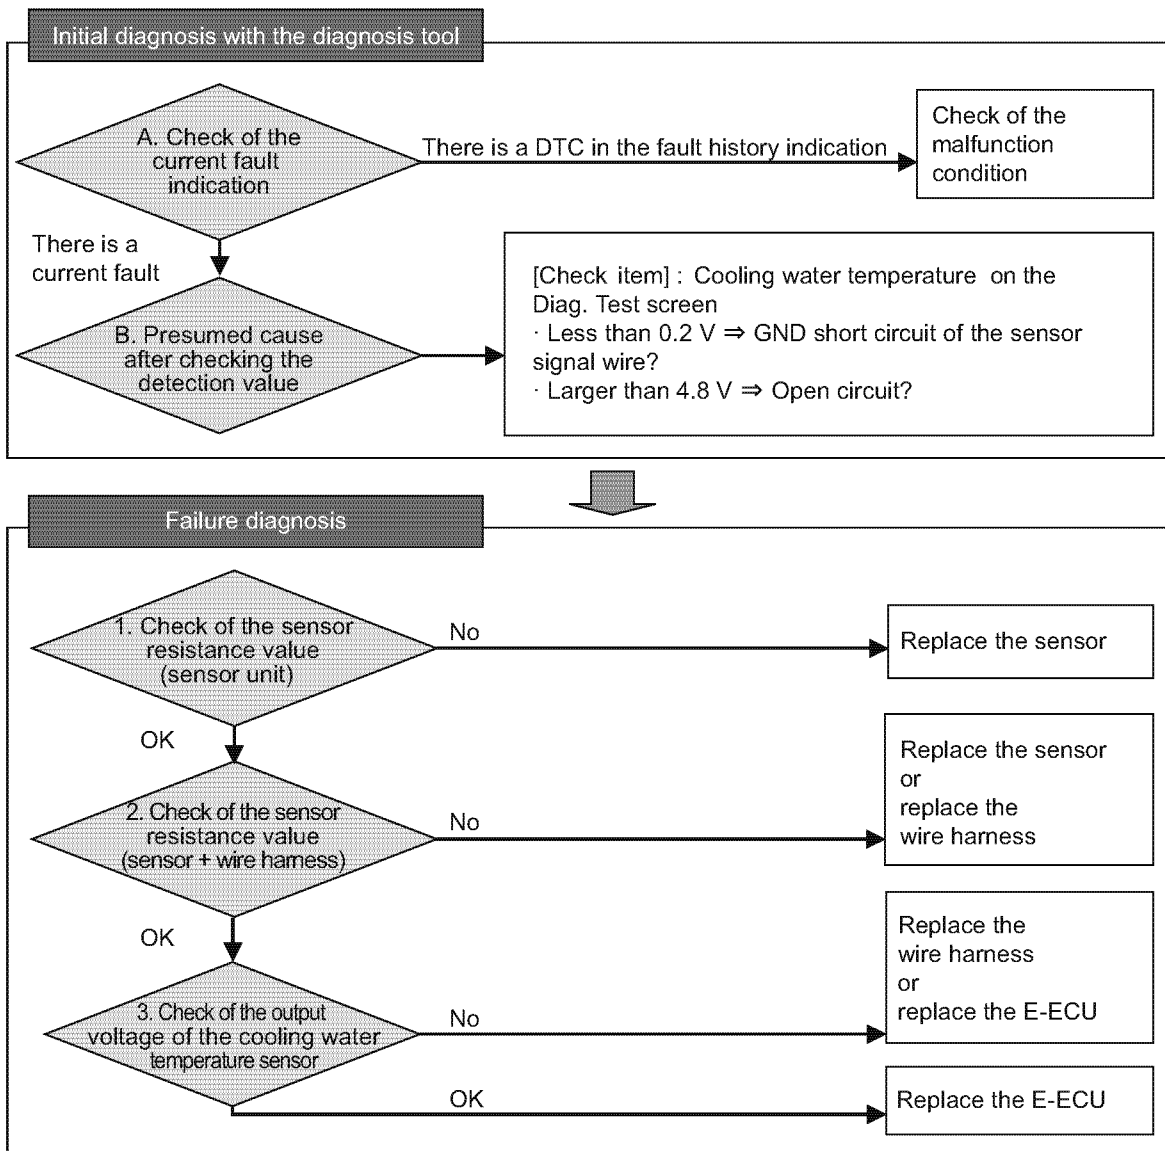 Initial diagnosis with the diagnosis tool
A. Check of the
current fault
indication
There is a DTC in the fault history indication
Check of the
malfunction
condition
There is a
current fault
B. Presumed cause
after checking the
detection value
[Check item] : Cooling water temperature on the
Diag. Test screen
· Less than 0.2 V ⇒ GND short circuit of the sensor
signal wire?
· Larger than 4.8 V ⇒ Open circuit?
Failure diagnosis
1. Check of the sensor
resistance value
(sensor unit)
No
Replace the sensor
OK
2. Check of the sensor
resistance value
(sensor + wire harness)
No
Replace the sensor
or
replace the
wire harness
OK
3. Check of the output
voltage of the cooling water
temperature sensor
No
Replace the
wire harness
or
replace the E-ECU
OK
Replace the E-ECU